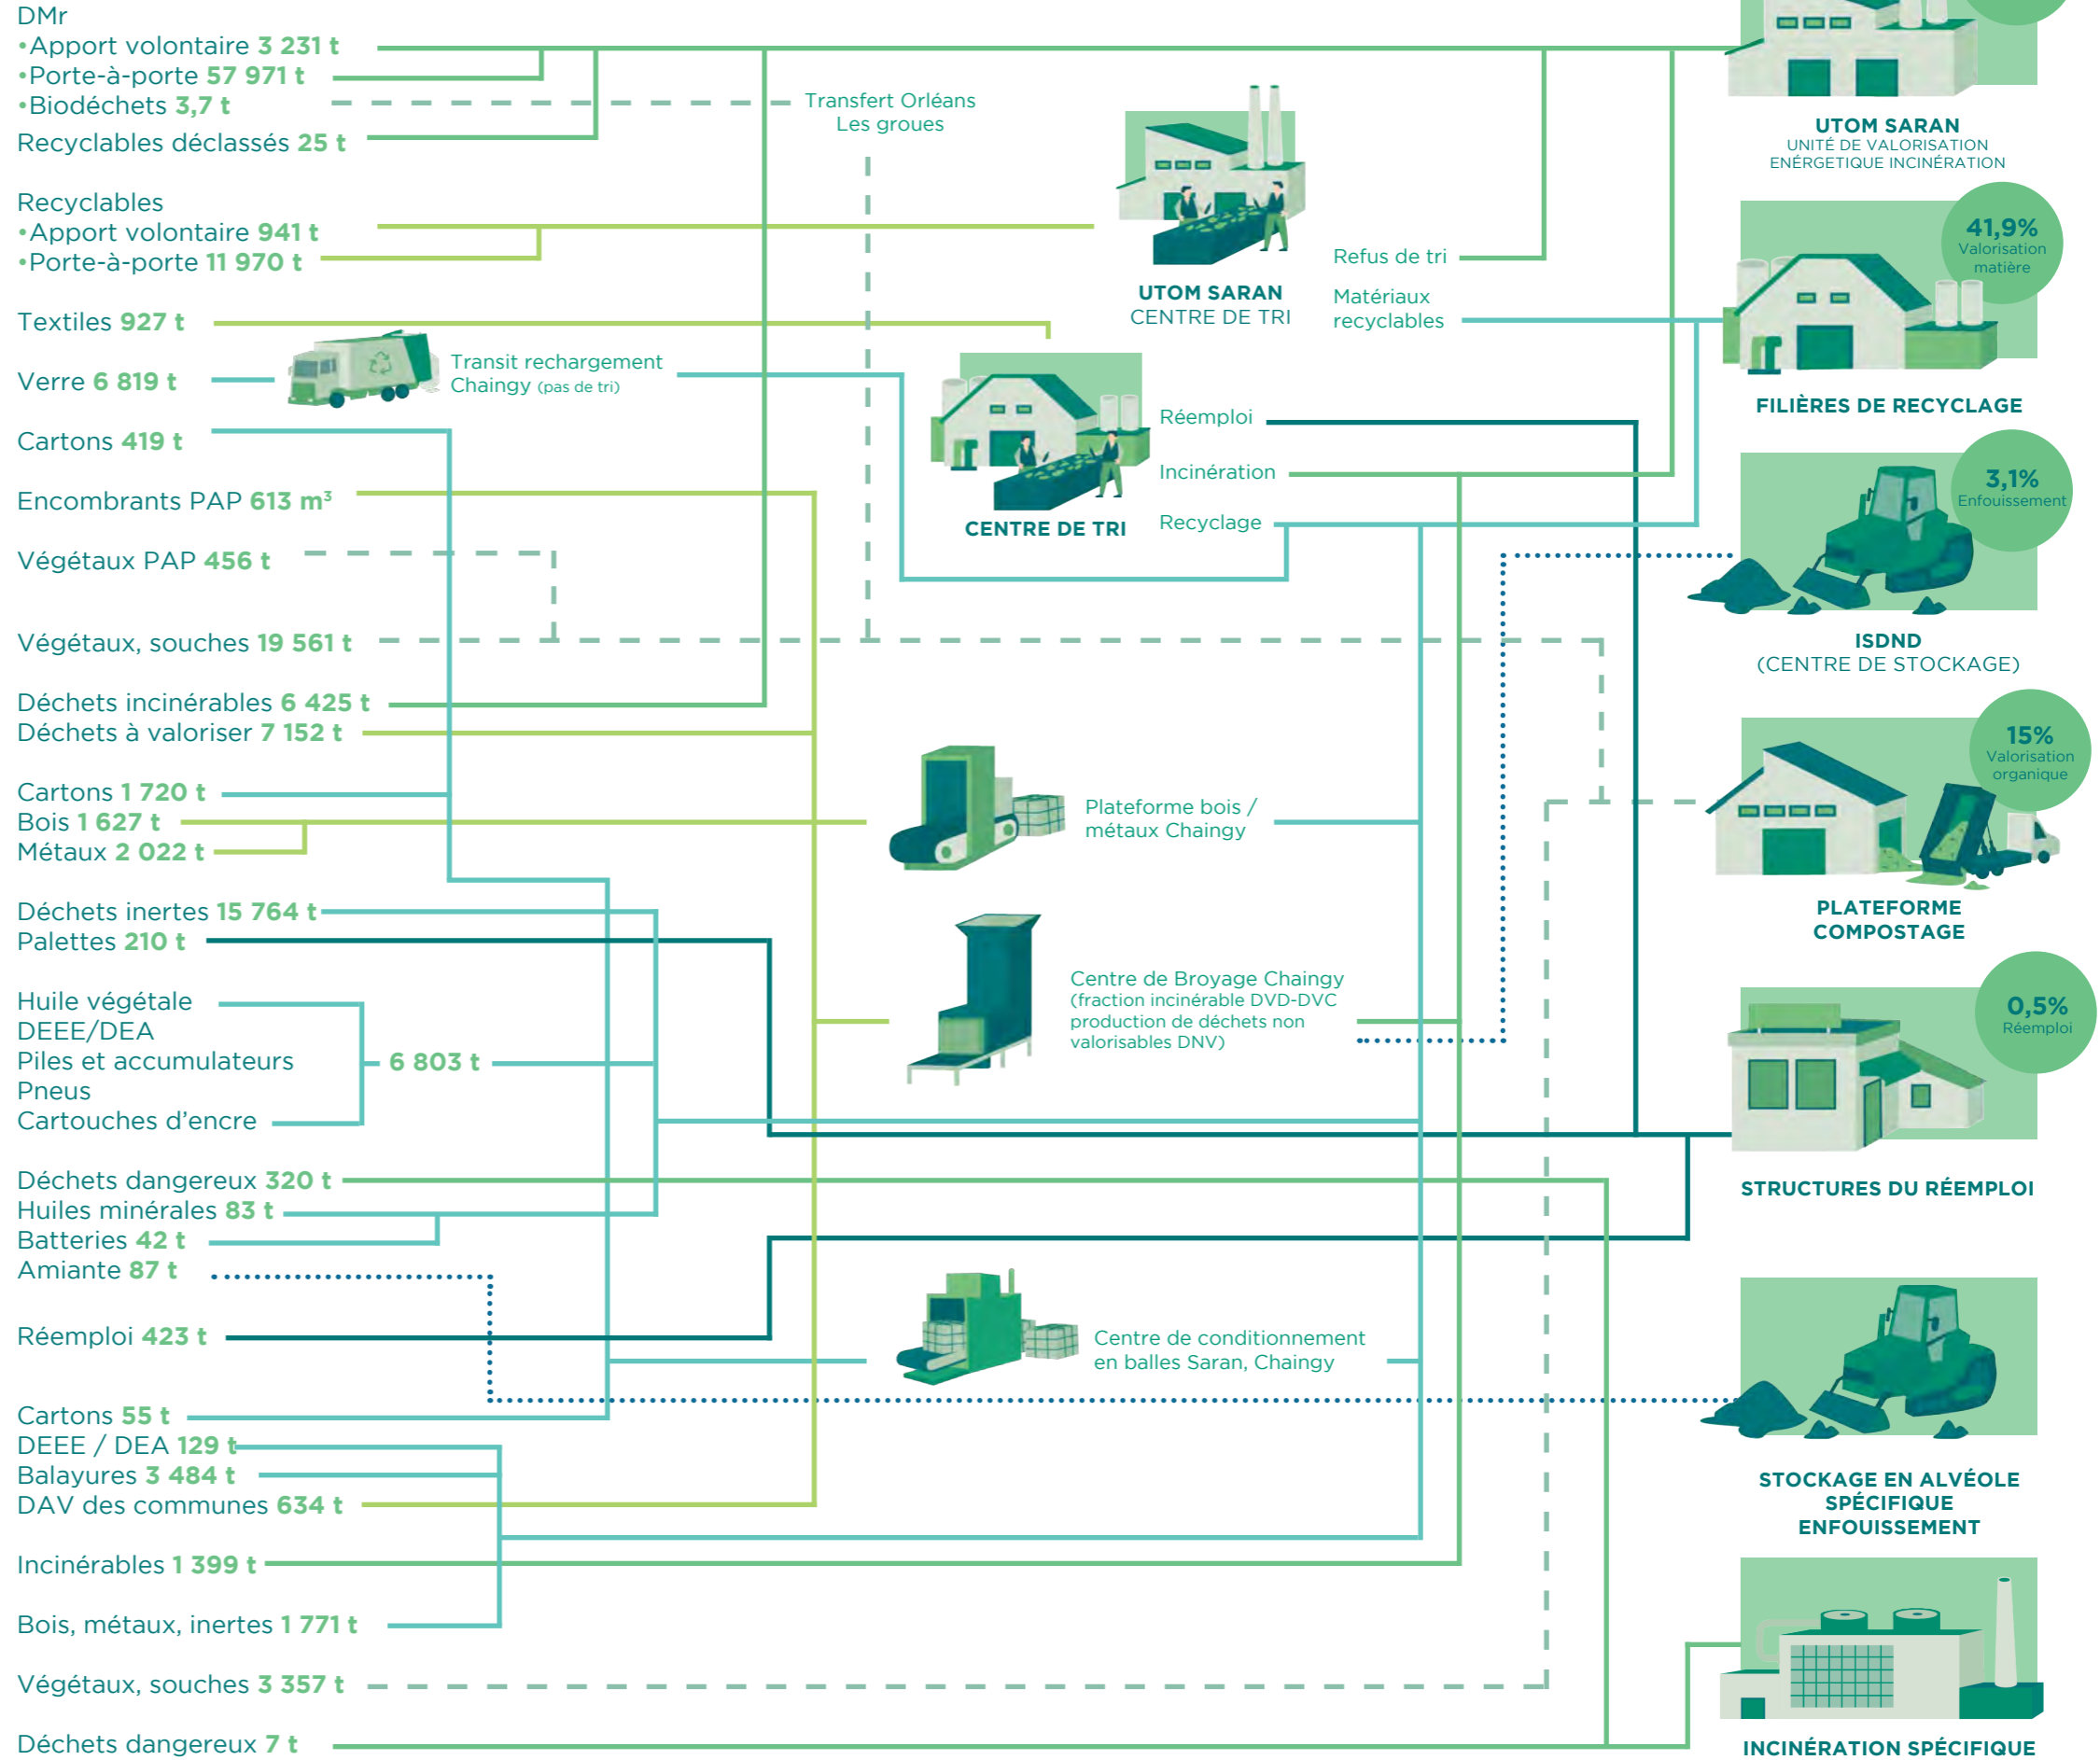 DMr
•Apport volontaire 3 231 t
•Porte-à-porte 57 971 t
•Biodéchets 3,7 t
Recyclables déclassés 25 t
Recyclables
•Apport volontaire 941 t
•Porte-à-porte 11 970 t
Textiles 927 t
Verre 6 819 t
Cartons 419 t
Encombrants PAP 613 m³
Végétaux PAP 456 t
Végétaux, souches 19 561 t
Déchets incinérables 6 425 t
Déchets à valoriser 7 152 t
Cartons 1 720 t
Bois 1 627 t
Métaux 2 022 t
Déchets inertes 15 764 t
Palettes 210 t
Huile végétale
DEEE/DEA
Piles et accumulateurs
Pneus
Cartouches d'encre
6 803 t
Déchets dangereux 320 t
Huiles minérales 83 t
Batteries 42 t
Amiante 87 t
Réemploi 423 t
Cartons 55 t
DEEE / DEA 129 t
Balayures 3 484 t
DAV des communes 634 t
Incinérables 1 399 t
Bois, métaux, inertes 1 771 t
Végétaux, souches 3 357 t
Déchets dangereux 7 t
Transfert Orléans
Les groues
Transit rechargement
Chaingy (pas de tri)
UTOM SARAN
CENTRE DE TRI
Refus de tri
Matériaux
recyclables
CENTRE DE TRI
Réemploi
Incinération
Recyclage
Plateforme bois /
métaux Chaingy
Centre de Broyage Chaingy
(fraction incinérable DVD-DVC
production de déchets non
valorisables DNV)
Centre de conditionnement
en balles Saran, Chaingy
UTOM SARAN
UNITÉ DE VALORISATION
ENÉRGETIQUE INCINÉRATION
41,9%
Valorisation
matière
FILIÈRES DE RECYCLAGE
3,1%
Enfouissement
ISDND
(CENTRE DE STOCKAGE)
15%
Valorisation
organique
PLATEFORME
COMPOSTAGE
0,5%
Réemploi
STRUCTURES DU RÉEMPLOI
STOCKAGE EN ALVÉOLE
SPÉCIFIQUE
ENFOUISSEMENT
INCINÉRATION SPÉCIFIQUE